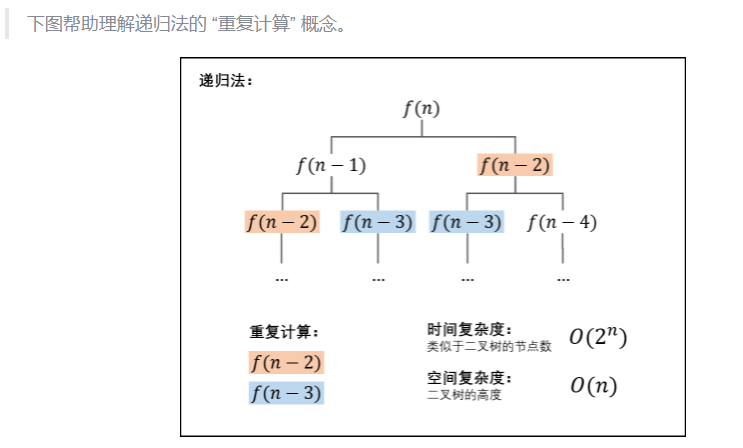 下图帮助理解递归法的 “重复计算” 概念。
递归法：
f(n)
f(n − 1) f(n − 2)
f(n − 2) f(n − 3) f(n − 3) f(n − 4)
... ... ... ...
重复计算：
f(n − 2)
f(n − 3)
时间复杂度：
类似于二叉树的节点数
O(2ⁿ)
空间复杂度：
二叉树的高度
O(n)